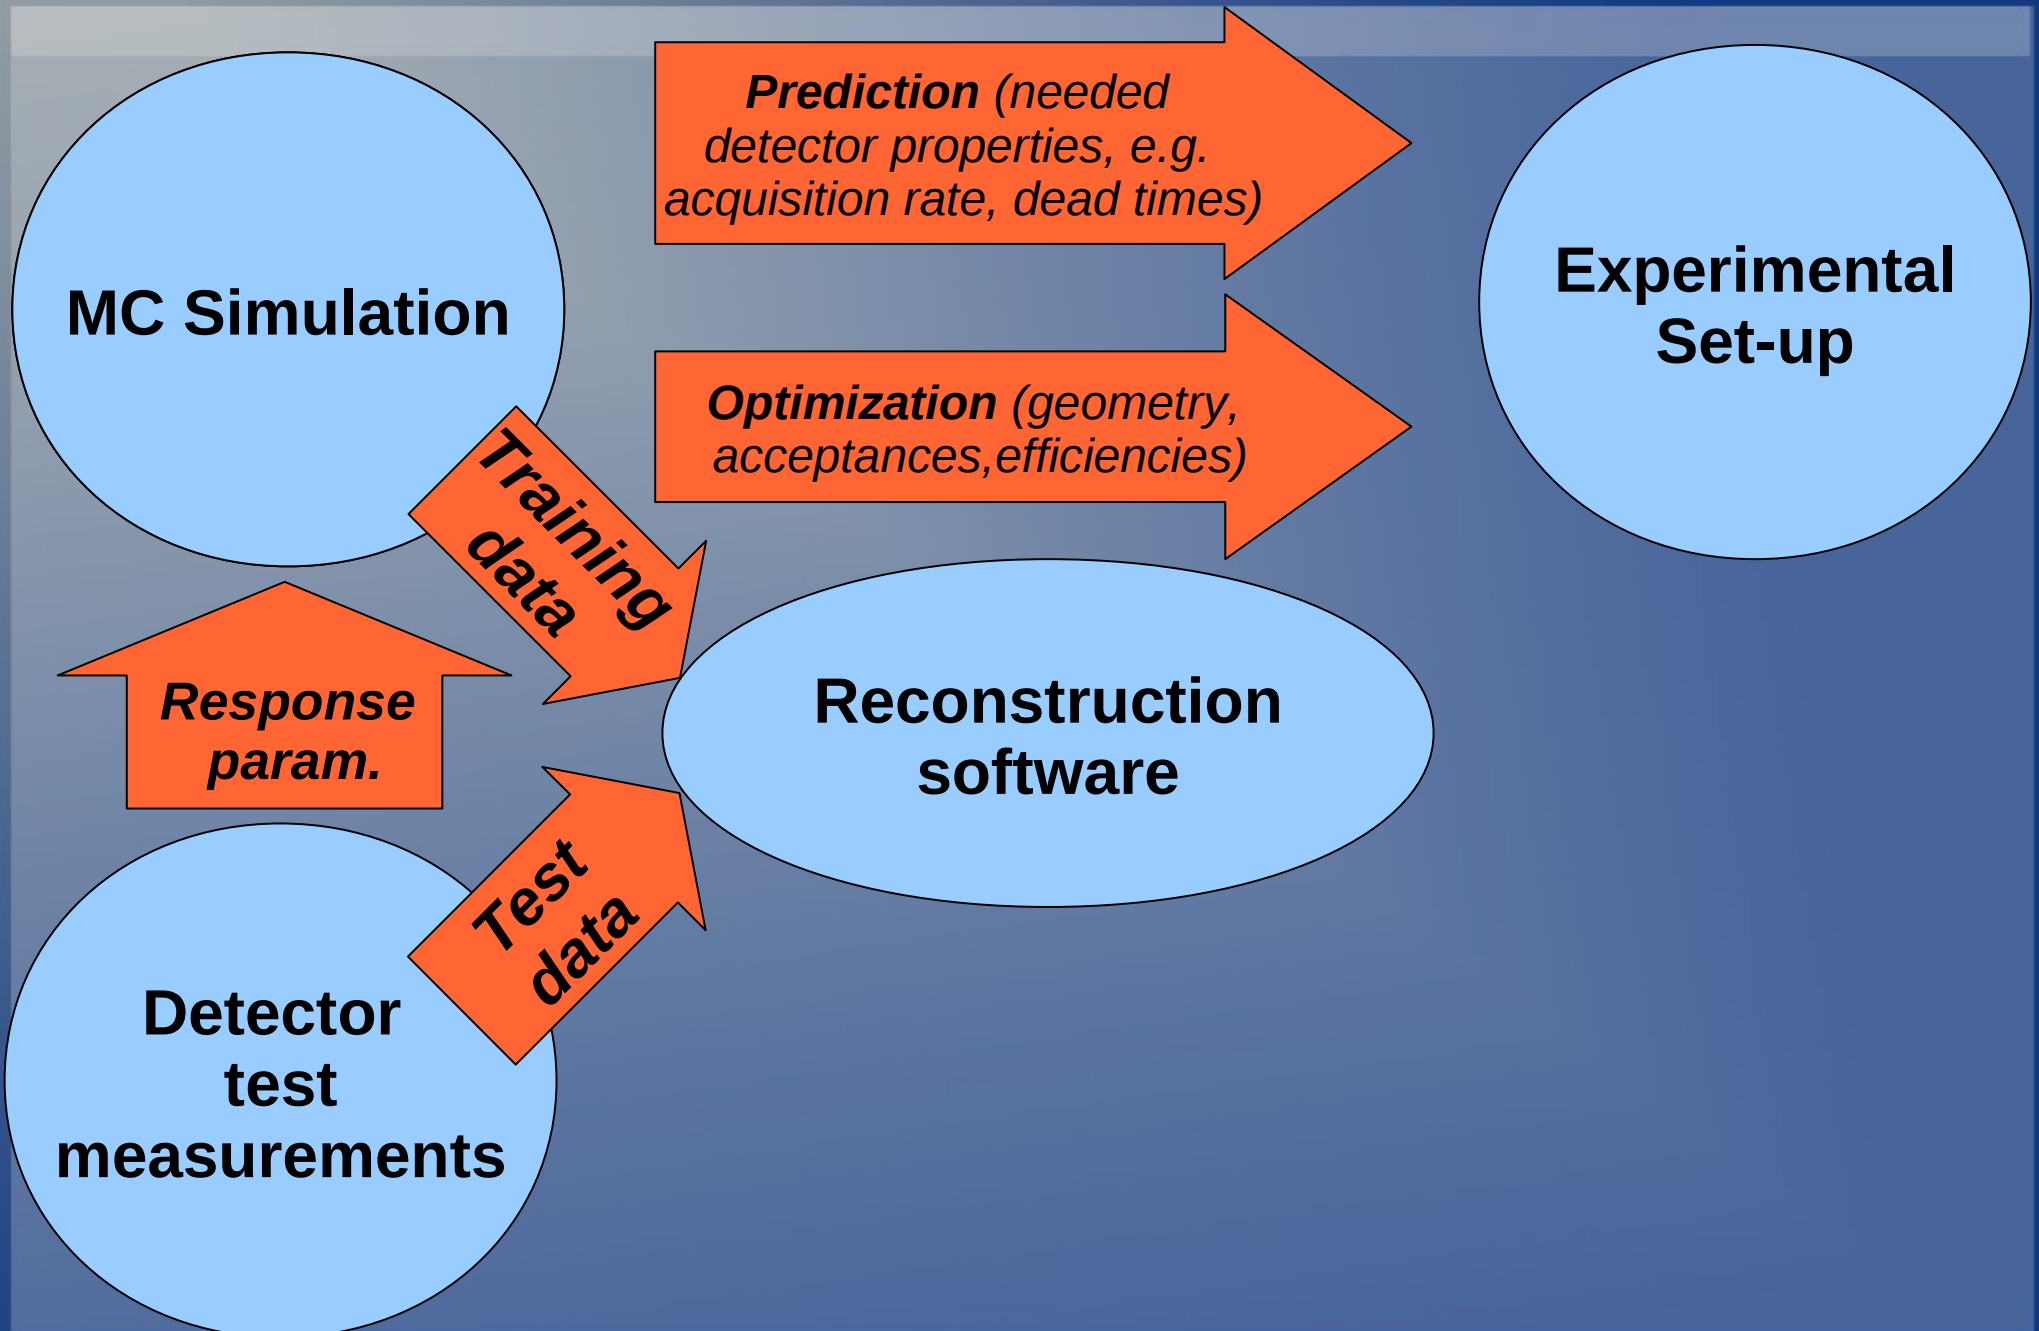 MC Simulation
Prediction (needed
detector properties, e.g.
acquisition rate, dead times)
Optimization (geometry,
acceptances,efficiencies)
Experimental
Set-up
Training
data
Response
param.
Reconstruction
software
Test
data
Detector
test
measurements